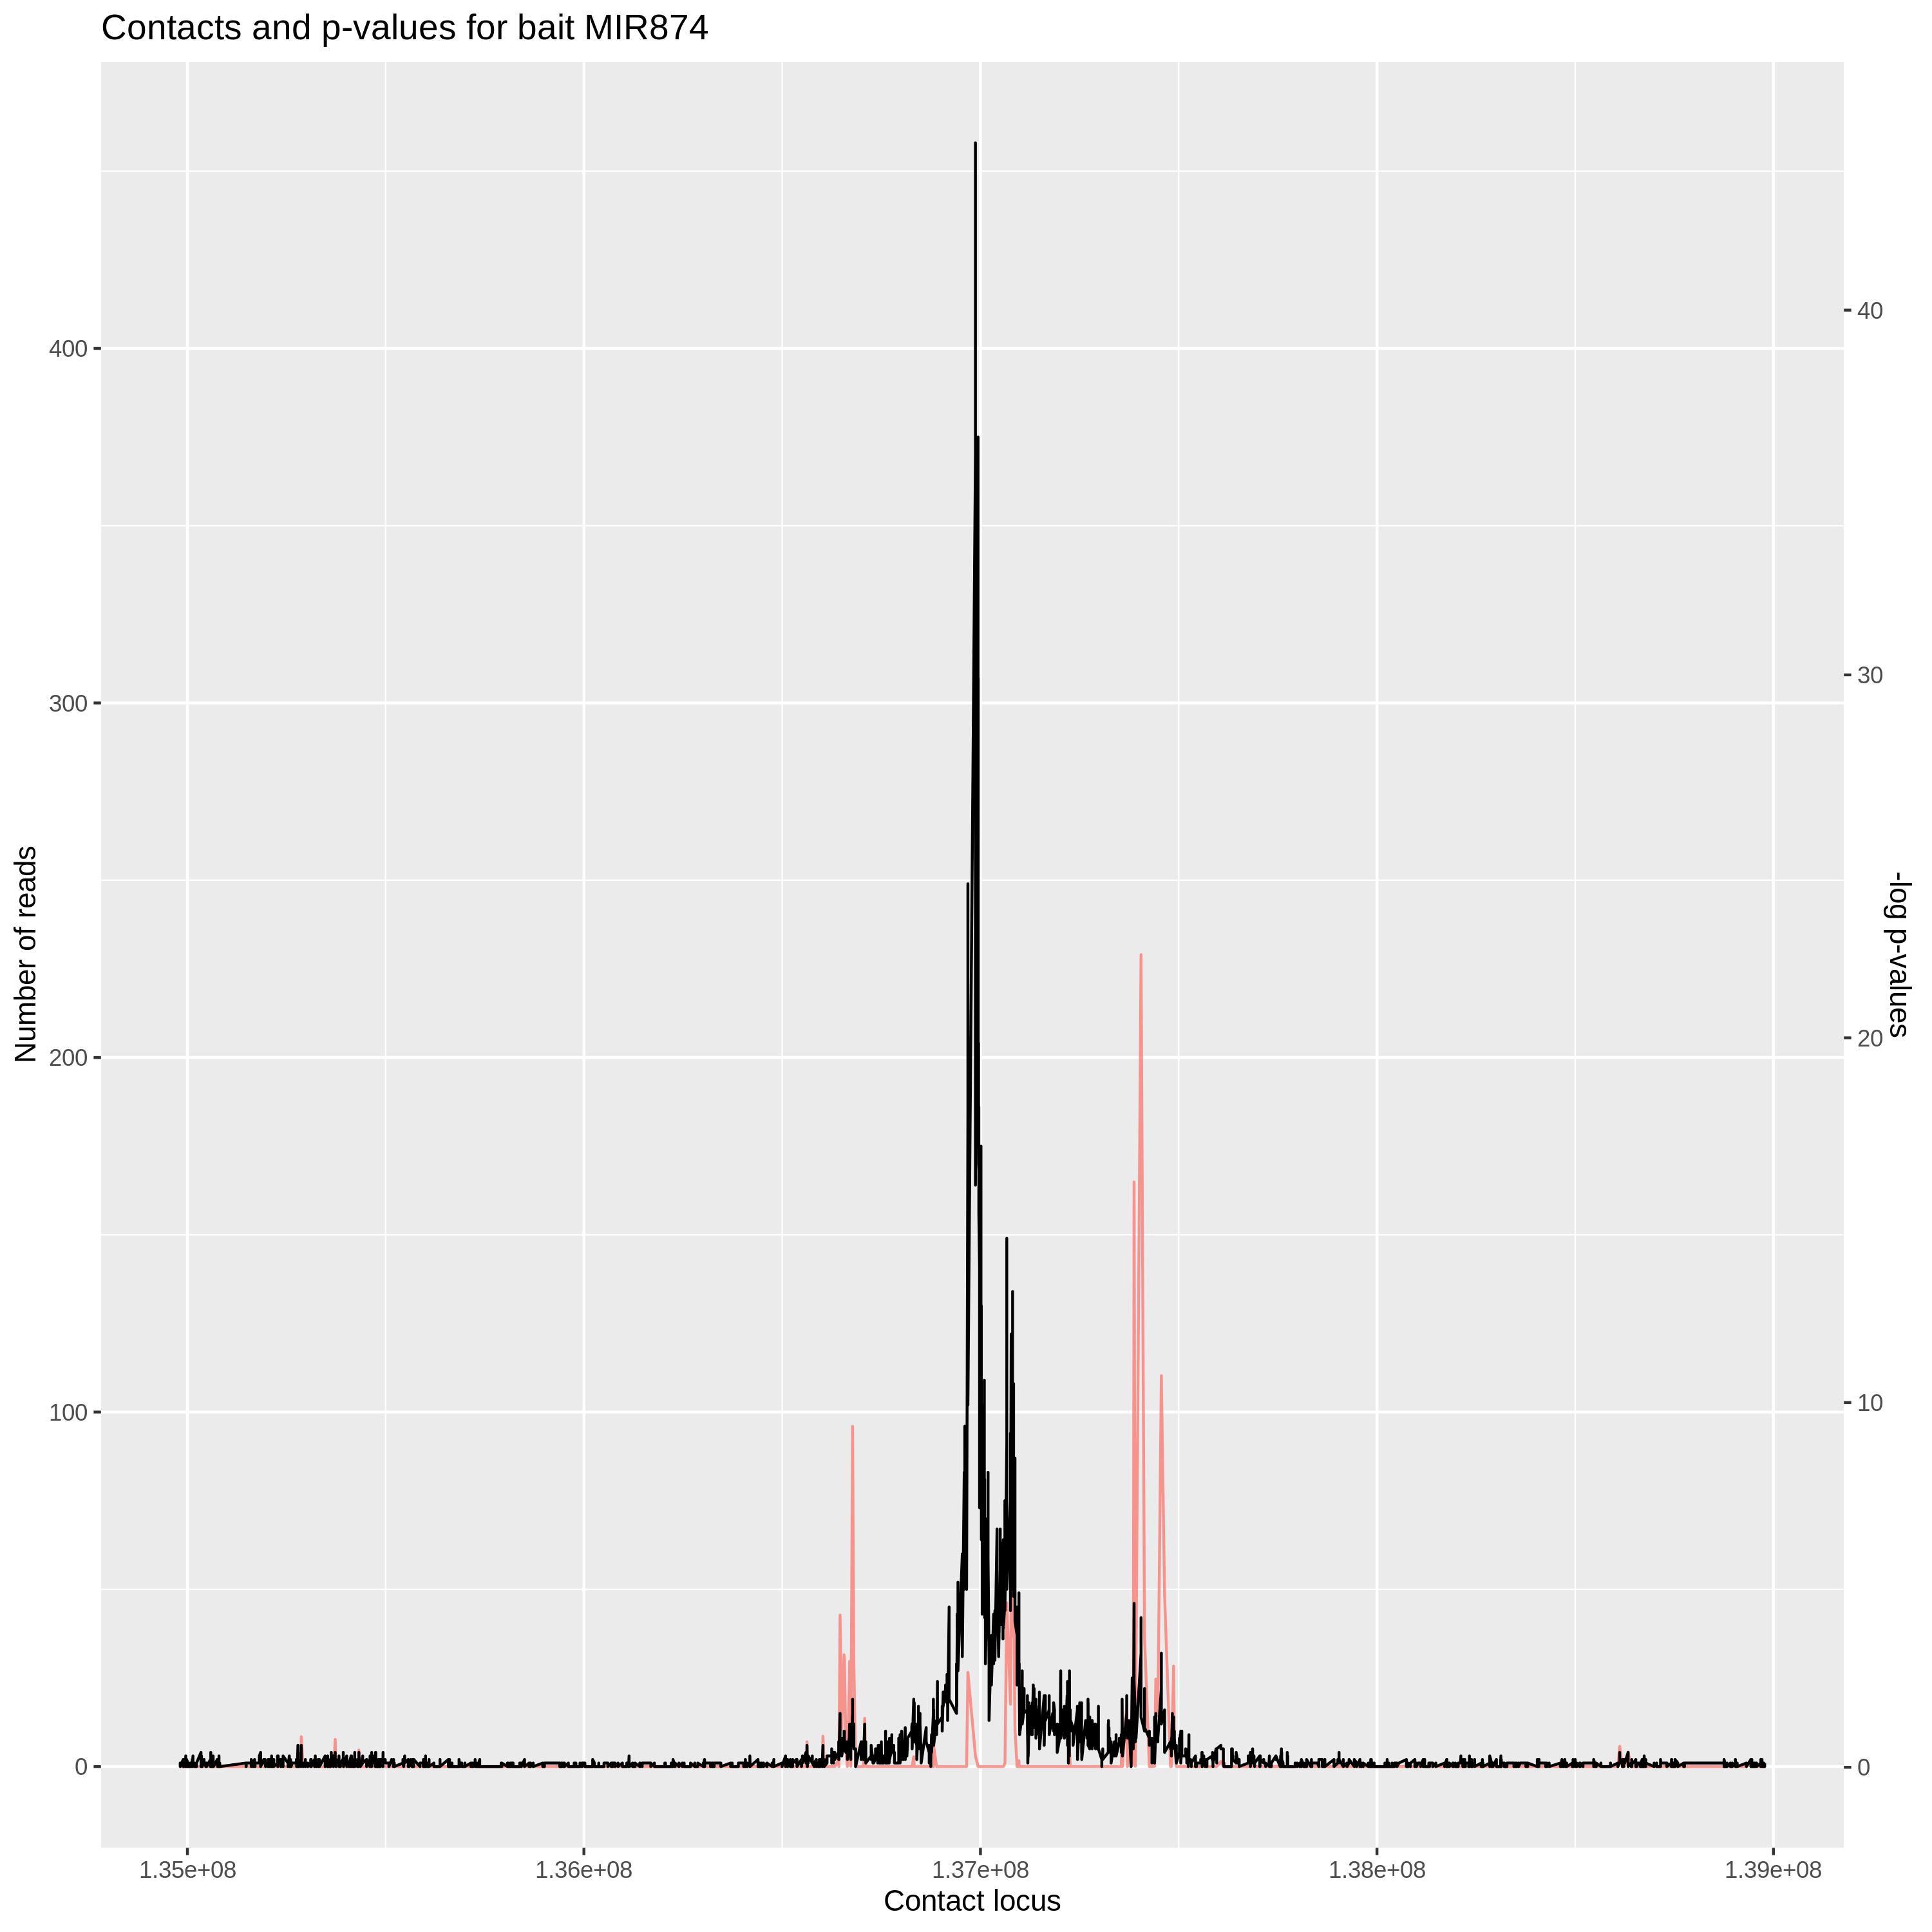 Contacts and p-values for bait MIR874
Number of reads
400
300
200
100
0
40
30
20
10
0
-log p-values
1.35e+08 1.36e+08 1.37e+08 1.38e+08 1.39e+08
Contact locus